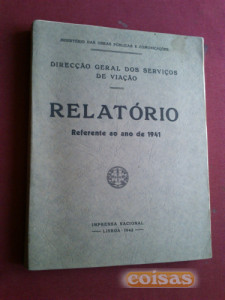 MINISTÉRIO DAS OBRAS PÚBLICAS E COMUNICAÇÕES
DIRECÇÃO GERAL DOS SERVIÇOS
DE VIAÇÃO
RELATÓRIO
Referente ao ano de 1941
IMPRENSA NACIONAL
LISBOA
coisas